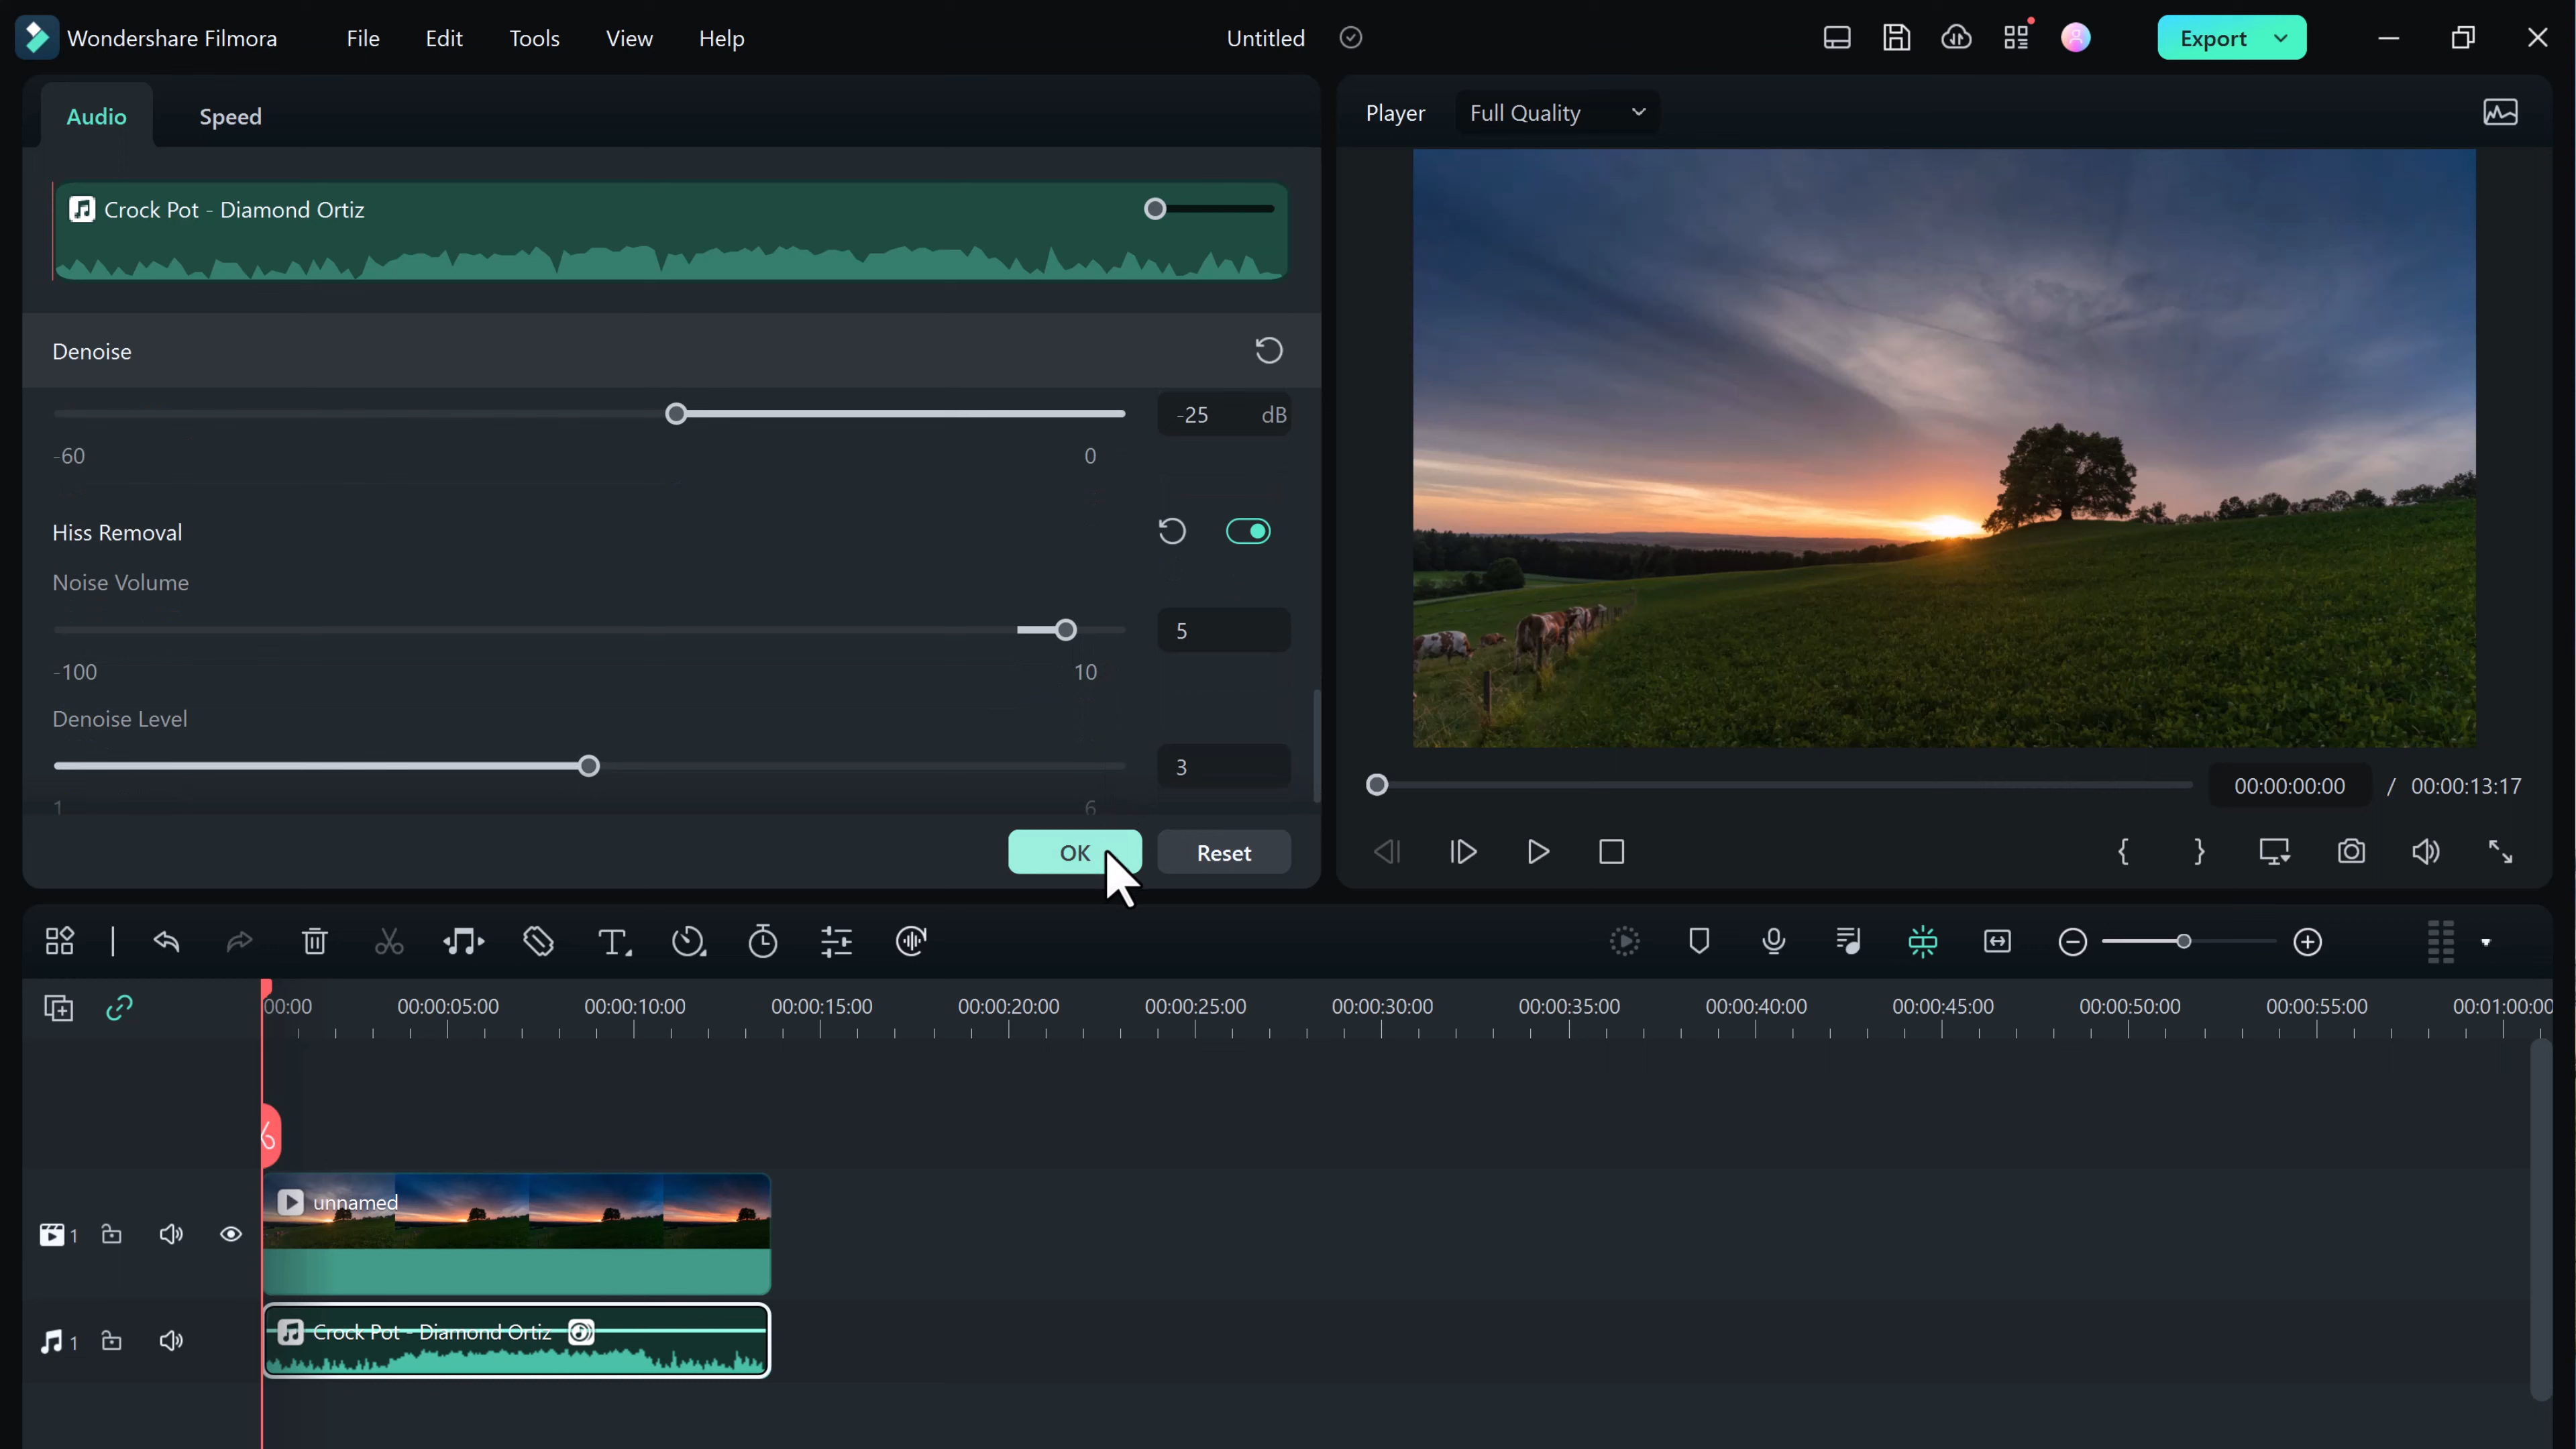 Wondershare Filmora File Edit Tools View Help Untitled Export
Audio Speed
Player Full Quality
Crock Pot - Diamond Ortiz
Denoise
-25 dB
-60 0
Hiss Removal
Noise Volume
5
-100 10
Denoise Level
3
1 6
OK Reset
00:00:00:00 / 00:00:13:17
00:00 00:00:05:00 00:00:10:00 00:00:15:00 00:00:20:00 00:00:25:00 00:00:30:00 00:00:35:00 00:00:40:00 00:00:45:00 00:00:50:00 00:00:55:00 00:01:00:00
unnamed
1
Crock Pot - Diamond Ortiz
1